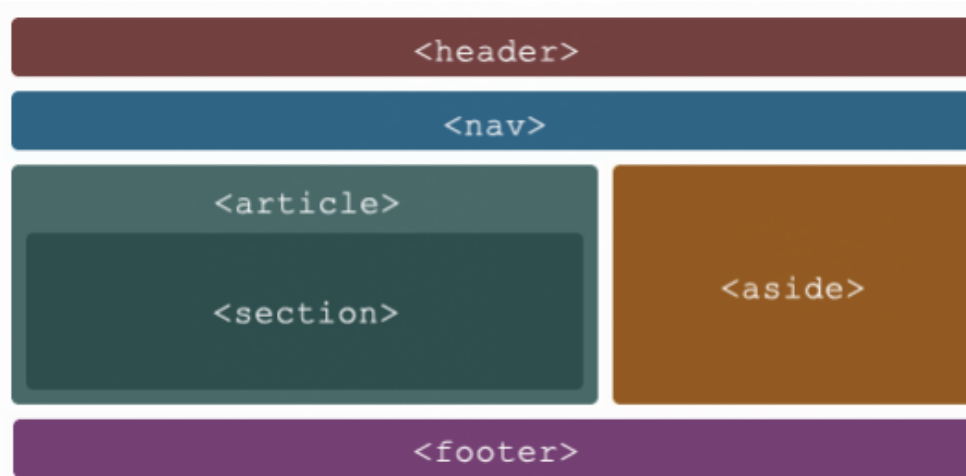 <header>
<nav>
<article>
<section>
<aside>
<footer>